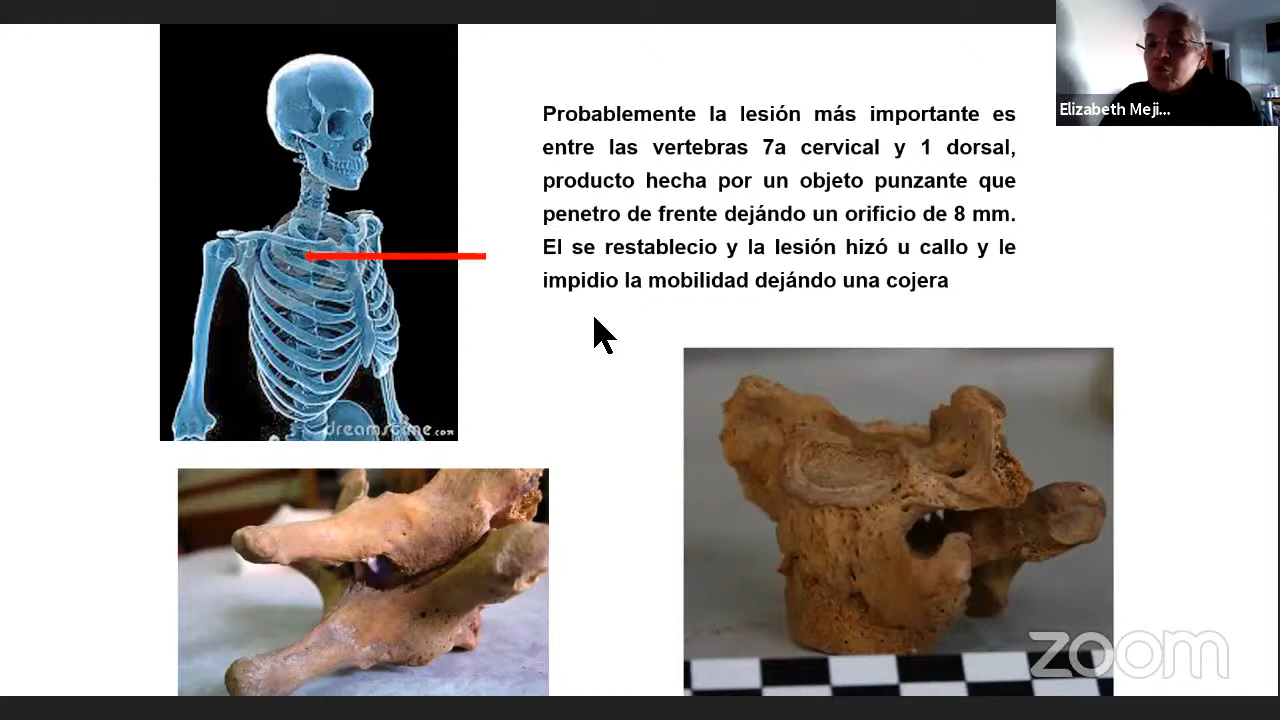 Elizabeth Meji...
Probablemente la lesión más importante es
entre las vertebras 7a cervical y 1 dorsal,
producto hecha por un objeto punzante que
penetro de frente dejándo un orificio de 8 mm.
El se restablecio y la lesión hizó u callo y le
impidio la mobilidad dejándo una cojera
dreamstime.com
zoom